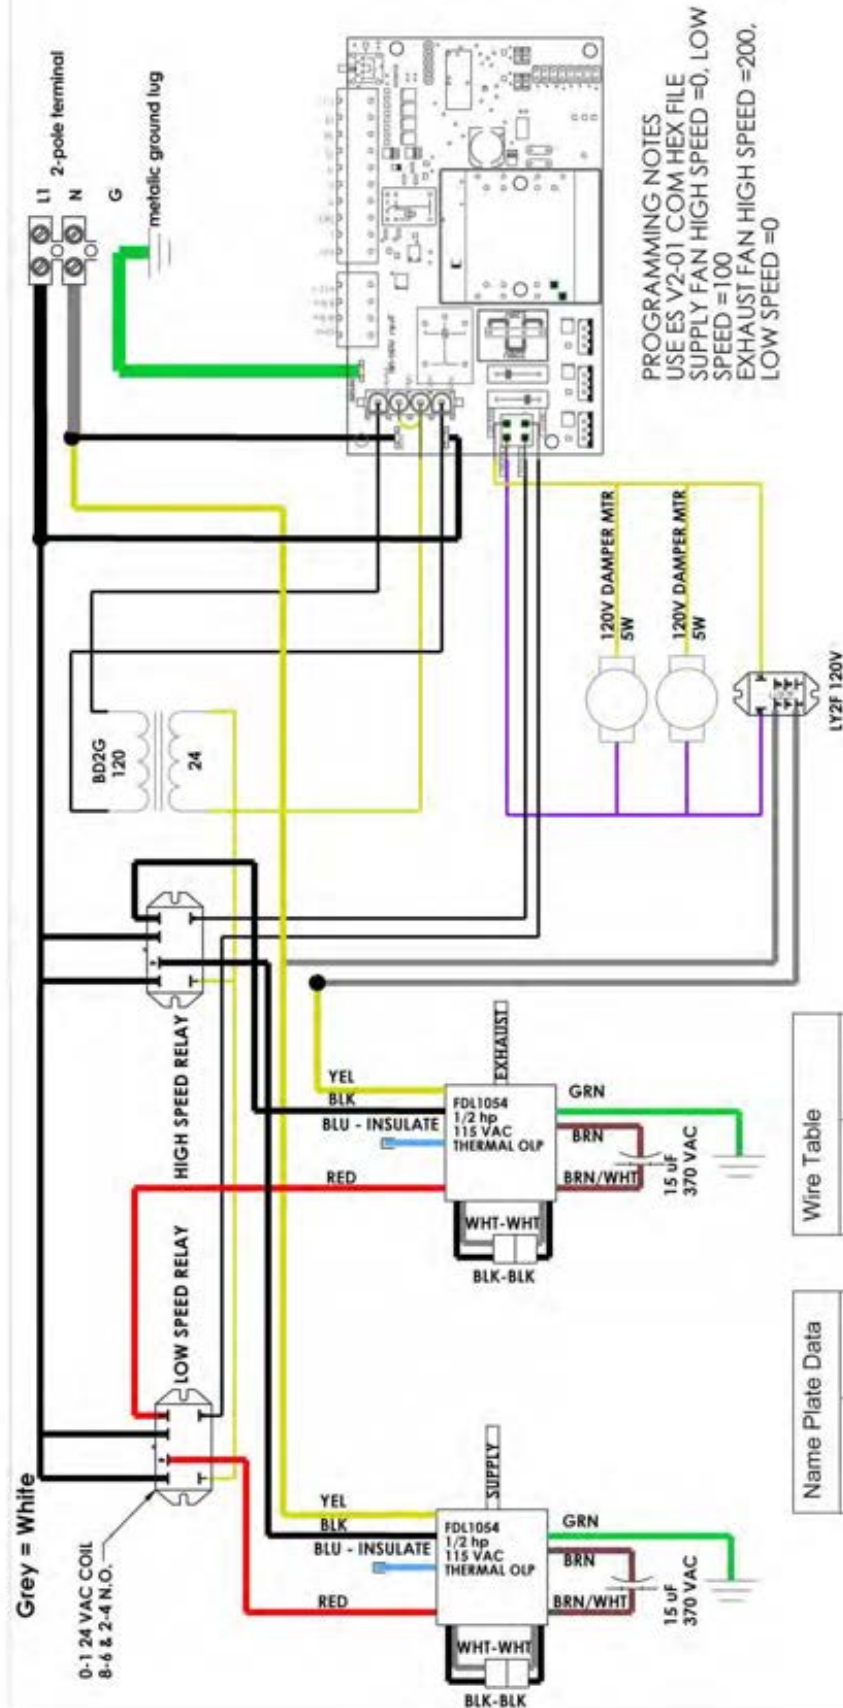 Grey = White
0-1 24 VAC COIL
8-6 & 2-4 N.O.
LOW SPEED RELAY
HIGH SPEED RELAY
BD2G
120
24
L1
2-pole terminal
N
G
metalic ground lug
PROGRAMMING NOTES
USE ES V2-01 COM HEX FILE
SUPPLY FAN HIGH SPEED =0, LOW
SPEED =100
EXHAUST FAN HIGH SPEED =200,
LOW SPEED =0
120V DAMPER MTR
5W
120V DAMPER MTR
5W
LY2F 120V
YEL
BLK
BLU - INSULATE
RED
FDL1054
1/2 hp
115 VAC
THERMAL OLP
EXHAUST
GRN
BRN
BRN/WHT
15 uF
370 VAC
WHT-WHT
BLK-BLK
YEL
BLK
BLU - INSULATE
RED
FDL1054
1/2 hp
115 VAC
THERMAL OLP
SUPPLY
GRN
BRN
BRN/WHT
15 uF
370 VAC
WHT-WHT
BLK-BLK
Name Plate Data
Wire Table